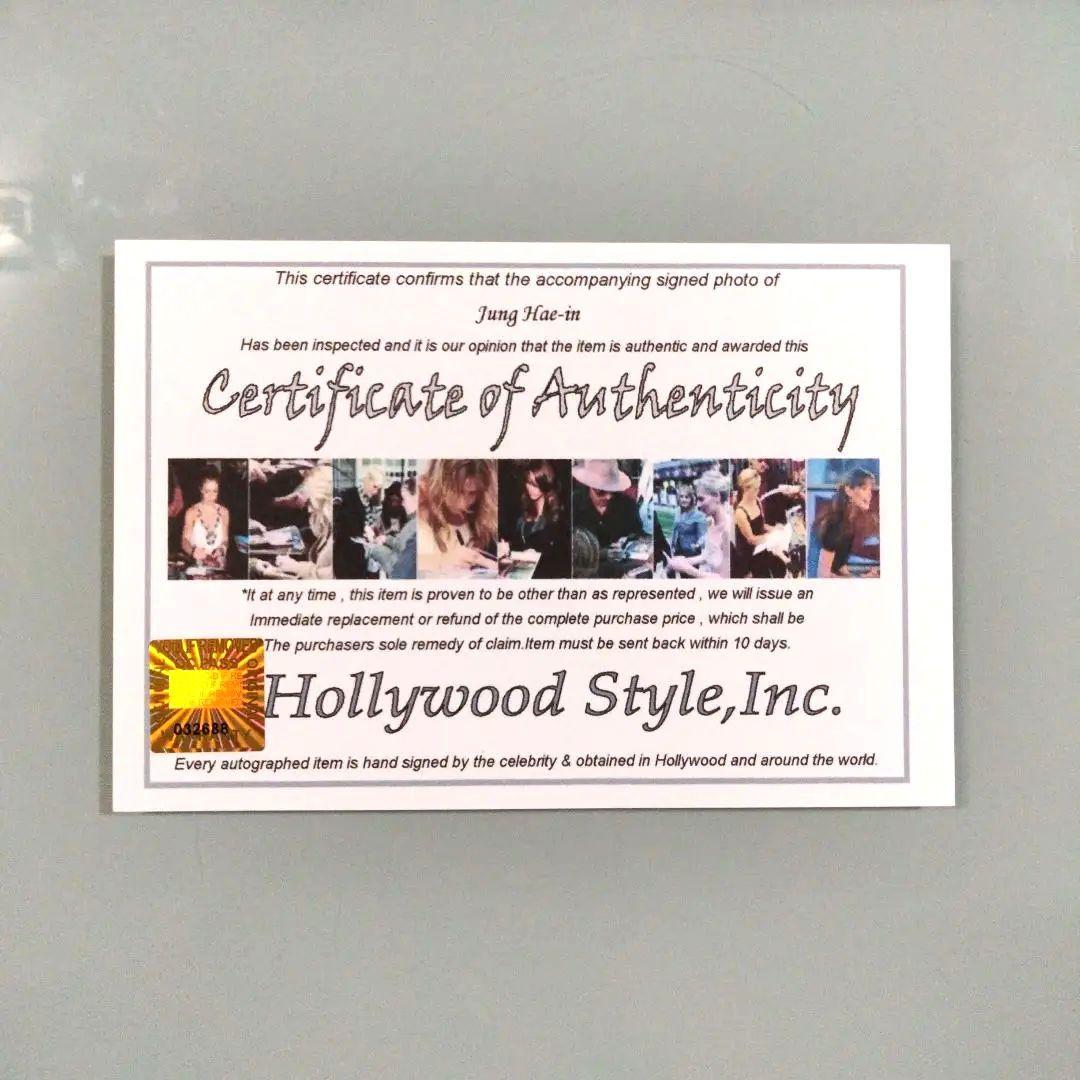 This certificate confirms that the accompanying signed photo of
Jung Hae-in
Has been inspected and it is our opinion that the item is authentic and awarded this
Certificate of Authenticity
*It at any time , this item is proven to be other than as represented , we will issue an
Immediate replacement or refund of the complete purchase price , which shall be
The purchasers sole remedy of claim.Item must be sent back within 10 days.
YOU IF REMOVED
QC PASS
032688
Hollywood Style,Inc.
Every autographed item is hand signed by the celebrity & obtained in Hollywood and around the world.